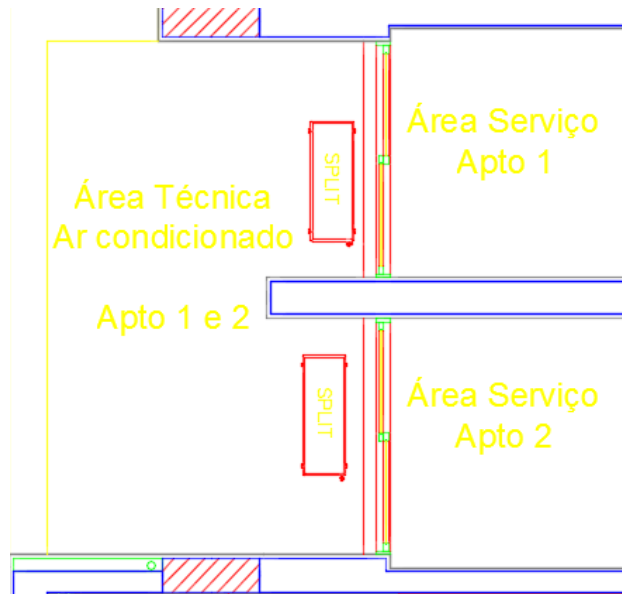 Área Serviço
Apto 1
SPLIT
Área Técnica
Ar condicionado
Apto 1 e 2
SPLIT
Área Serviço
Apto 2